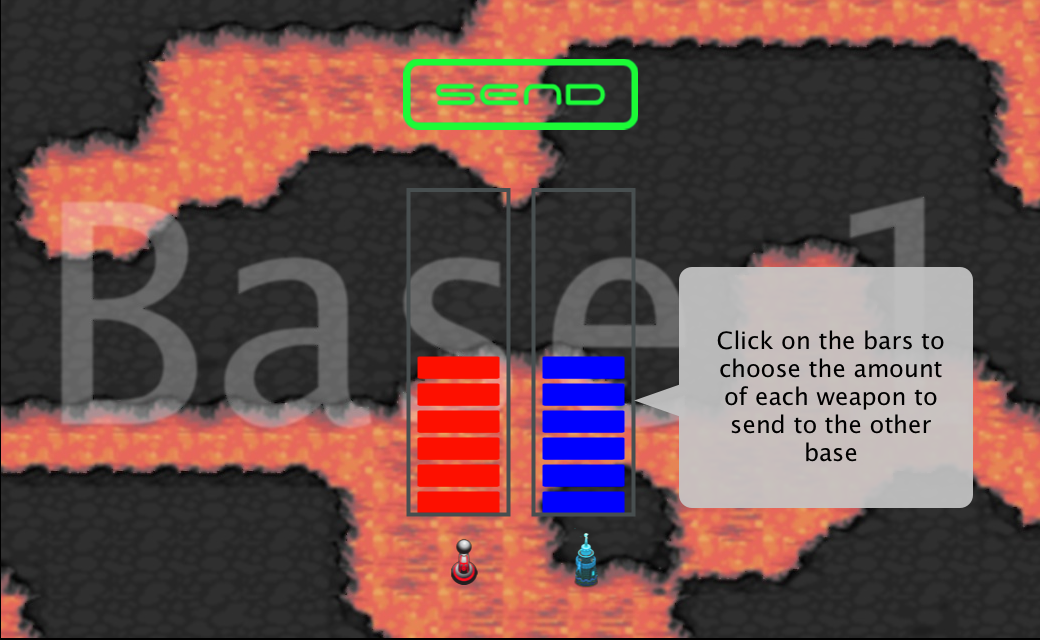 SEND
Base 1
Click on the bars to
choose the amount
of each weapon to
send to the other
base